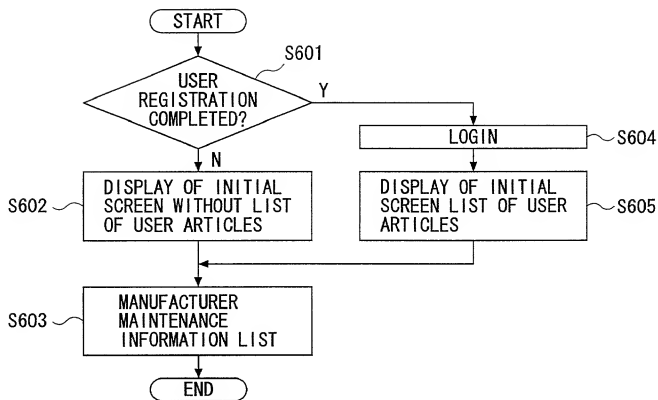 START
S601
USER
REGISTRATION
COMPLETED?
Y
N
LOGIN
S604
S602
DISPLAY OF INITIAL
SCREEN WITHOUT LIST
OF USER ARTICLES
DISPLAY OF INITIAL
SCREEN LIST OF USER
ARTICLES
S605
S603
MANUFACTURER
MAINTENANCE
INFORMATION LIST
END